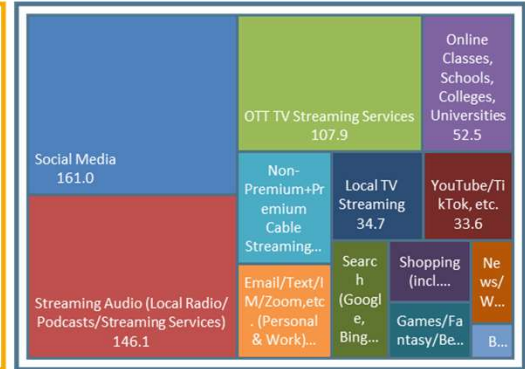 Social Media
161.0
Streaming Audio (Local Radio/
Podcasts/Streaming Services)
146.1
OTT TV Streaming Services
107.9
Online
Classes,
Schools,
Colleges,
Universities
52.5
Non-
Premium+Pr
emium
Cable
Streaming...
Local TV
Streaming
34.7
YouTube/Ti
kTok, etc.
33.6
Email/Text/I
M/Zoom,etc
. (Personal
& Work)...
Searc
h
(Googl
e,
Bing...
Shopping
(incl....
Games/Fa
ntasy/Be...
Ne
ws/
W...
B...